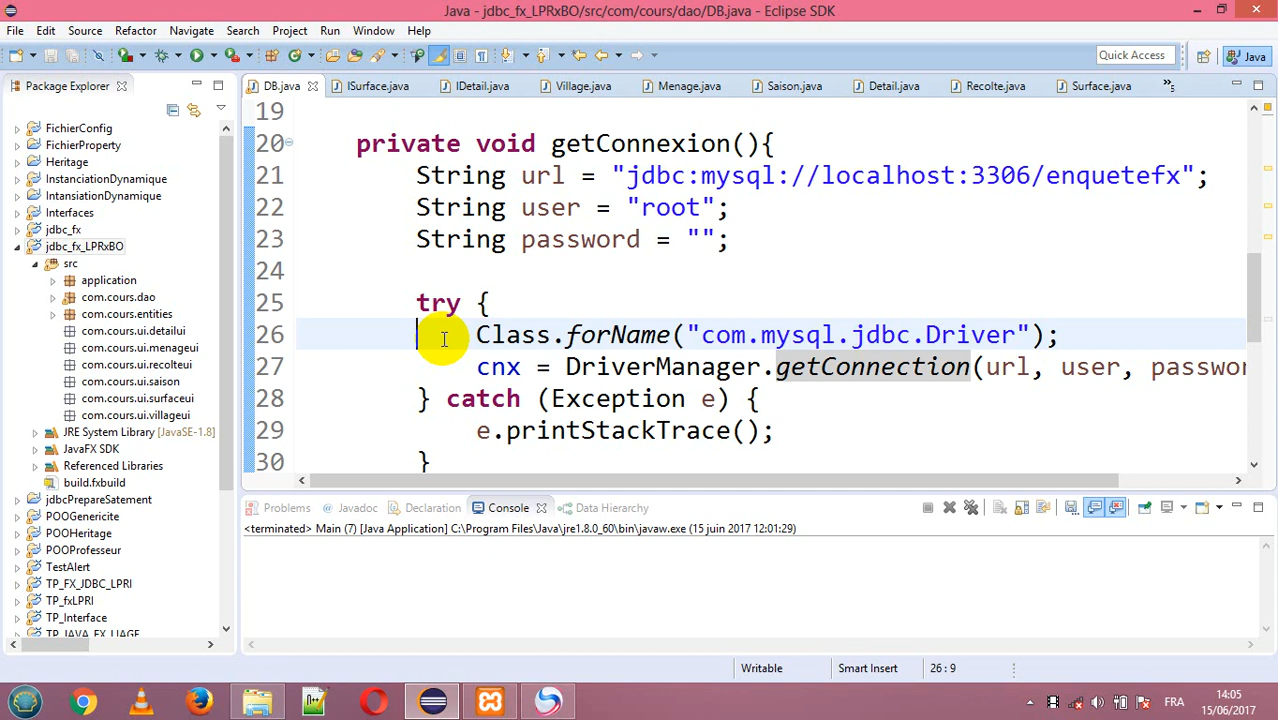 Java - jdbc_fx_LPRxBO/src/com/cours/dao/DB.java - Eclipse SDK
File Edit Source Refactor Navigate Search Project Run Window Help
Quick Access
Java
Package Explorer
DB.java ISurface.java IDetail.java Village.java Menage.java Saison.java Detail.java Recolte.java Surface.java »5
FichierConfig
FichierProperty
Heritage
InstanciationDynamique
IntansiationDynamique
Interfaces
jdbc_fx
jdbc_fx_LPRxBO
src
application
com.cours.dao
com.cours.entities
com.cours.ui.detailui
com.cours.ui.menageui
com.cours.ui.recolteui
com.cours.ui.saison
com.cours.ui.surfaceui
com.cours.ui.villageui
JRE System Library [JavaSE-1.8]
JavaFX SDK
Referenced Libraries
build.fxbuild
jdbcPrepareSatement
POOGenericite
POOHeritage
POOProfesseur
TestAlert
TP_FX_JDBC_LPRI
TP_fxLPRI
TP_Interface
TP_JAVA_FX_UAGE
19
20 private void getConnexion(){
21 String url = "jdbc:mysql://localhost:3306/enquetefx";
22 String user = "root";
23 String password = "";
24
25 try {
26 Class.forName("com.mysql.jdbc.Driver");
27 cnx = DriverManager.getConnection(url, user, passwor
28 } catch (Exception e) {
29 e.printStackTrace();
30 }
Problems Javadoc Declaration Console Data Hierarchy
<terminated> Main (7) [Java Application] C:\Program Files\Java\jre1.8.0_60\bin\javaw.exe (15 juin 2017 12:01:29)
Writable Smart Insert 26:9
FRA
14:05
15/06/2017